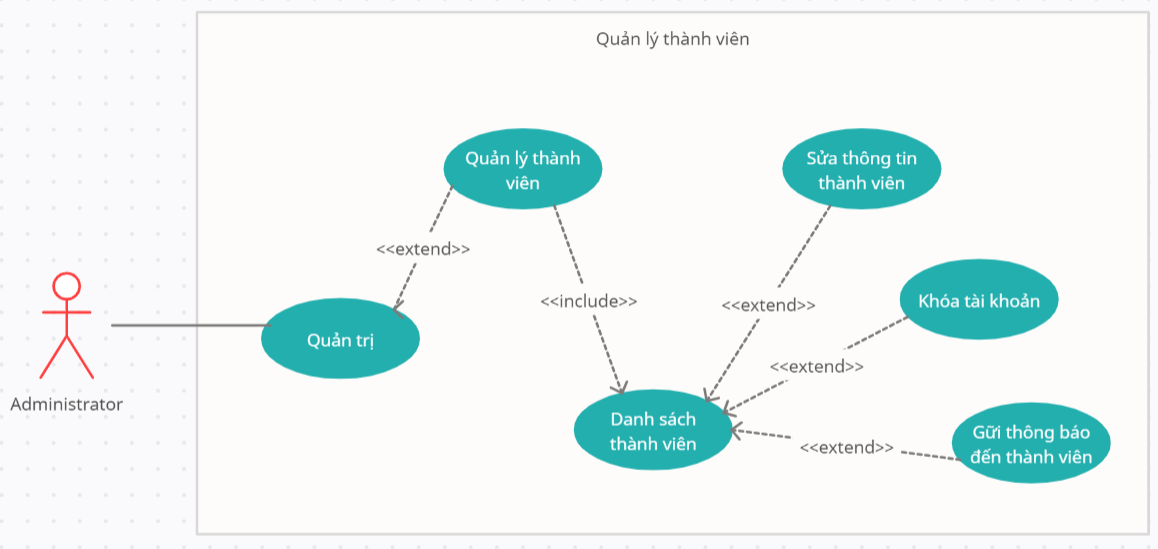 Quản lý thành viên
Quản lý thành
viên
Sửa thông tin
thành viên
<<extend>>
Khóa tài khoản
<<include>>
<<extend>>
Quản trị
<<extend>>
Administrator
Danh sách
thành viên
Gữi thông báo
đến thành viên
<<extend>>